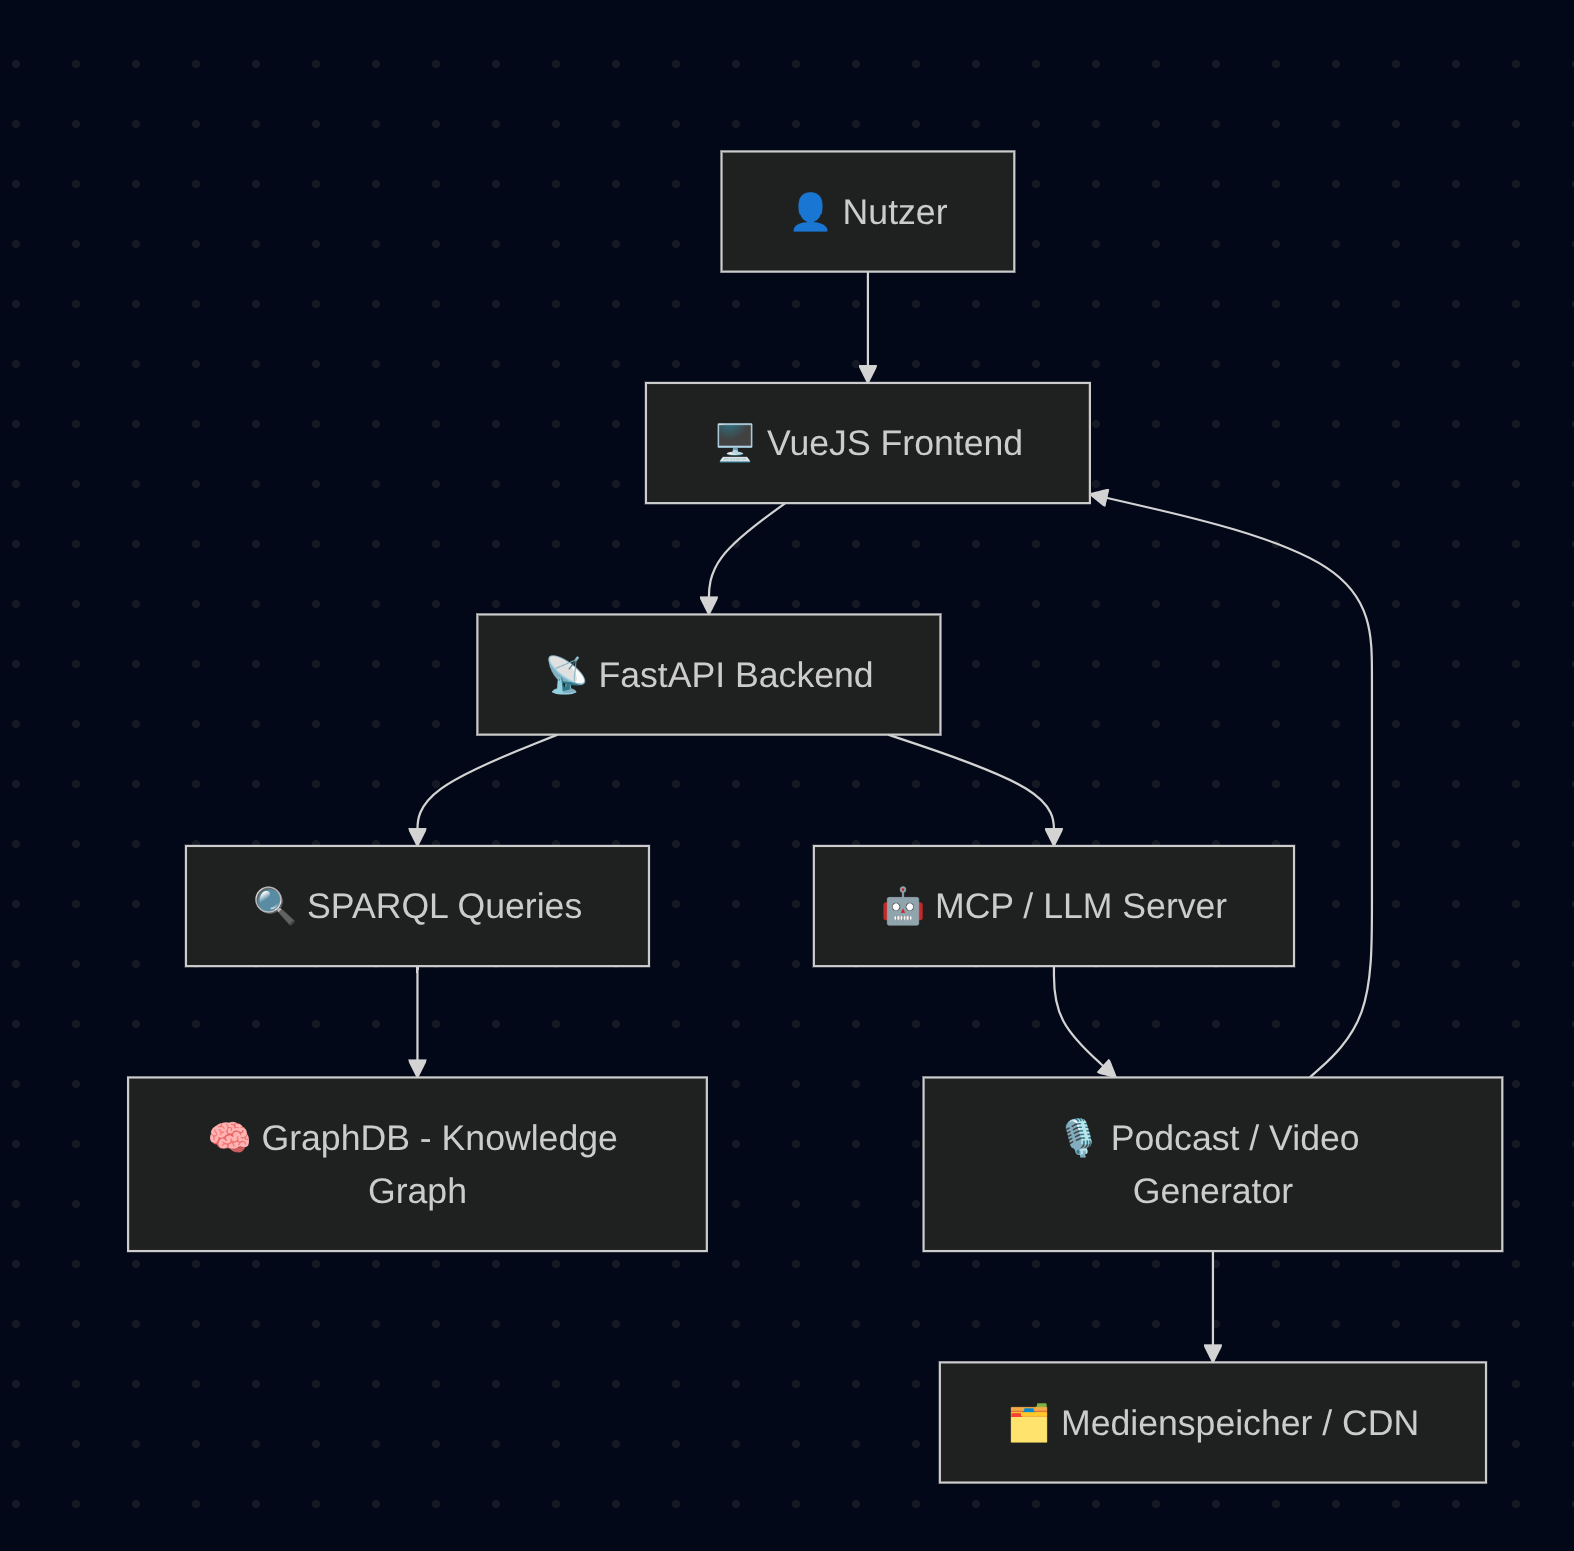 👤 Nutzer
🖥️ VueJS Frontend
📡 FastAPI Backend
🔍 SPARQL Queries
🤖 MCP / LLM Server
🧠 GraphDB - Knowledge
Graph
🎙️ Podcast / Video
Generator
🗂️ Medienspeicher / CDN